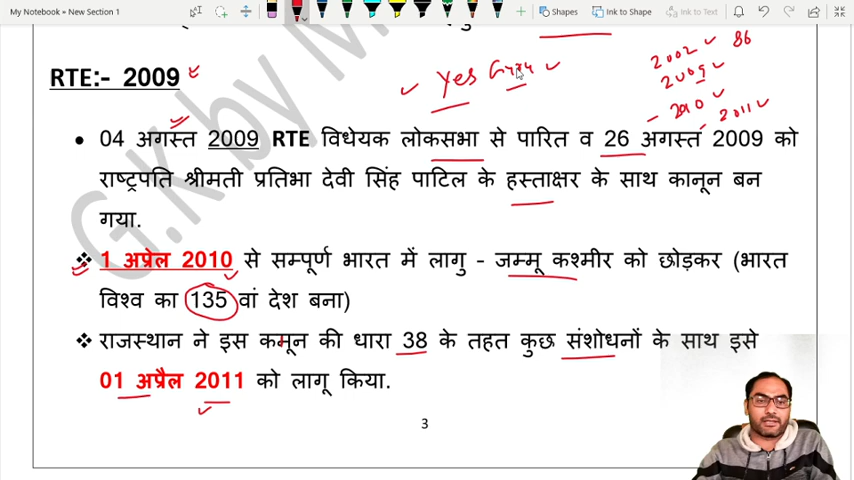 My Notebook » New Section 1
Shapes
Ink to Shape
Ink to Text
2002 86
2009
RTE:- 2009
Yes
- 2010
- 2011
04 अगस्त 2009 RTE विधेयक लोकसभा से पारित व 26 अगस्त 2009 को
राष्ट्रपति श्रीमती प्रतिभा देवी सिंह पाटिल के हस्ताक्षर के साथ कानून बन
गया.
1 अप्रेल 2010 से सम्पूर्ण भारत में लागु - जम्मू कश्मीर को छोड़कर (भारत
विश्व का 135 वां देश बना)
राजस्थान ने इस कानून की धारा 38 के तहत कुछ संशोधनों के साथ इसे
01 अप्रैल 2011 को लागू किया.
3
G.K by M